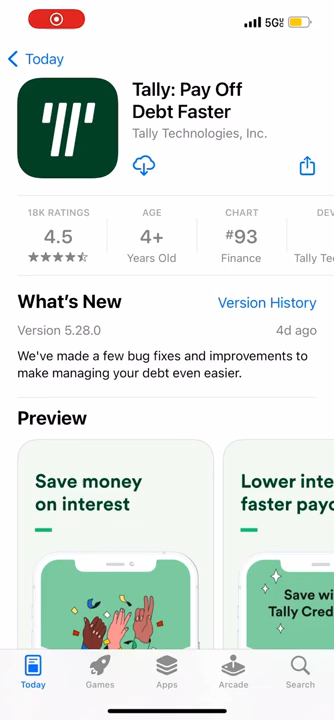 5G
Today
Tally: Pay Off
Debt Faster
Tally Technologies, Inc.
18K RATINGS
4.5
AGE
4+
Years Old
CHART
#93
Finance
DEV
Tally Te
What's New
Version History
Version 5.28.0
4d ago
We've made a few bug fixes and improvements to
make managing your debt even easier.
Preview
Save money
on interest
Lower inte
faster payo
Save wi
Tally Cred
Today
Games
Apps
Arcade
Search